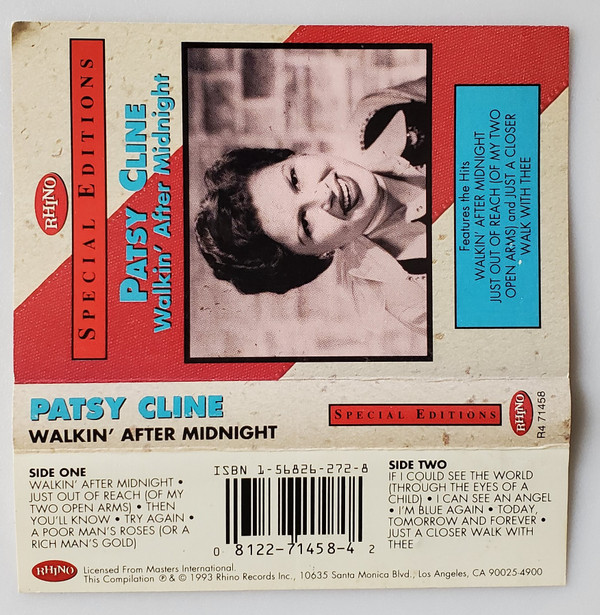 RHINO
SPECIAL EDITIONS
PATSY CLINE
Walkin' After Midnight
Features the Hits
WALKIN' AFTER MIDNIGHT
JUST OUT OF REACH (OF MY TWO
OPEN ARMS) and JUST A CLOSER
WALK WITH THEE
PATSY CLINE
WALKIN' AFTER MIDNIGHT
SPECIAL EDITIONS
RHINO
R4 71458
SIDE ONE
WALKIN' AFTER MIDNIGHT •
JUST OUT OF REACH (OF MY
TWO OPEN ARMS) • THEN
YOU'LL KNOW • TRY AGAIN •
A POOR MAN'S ROSES (OR A
RICH MAN'S GOLD)
ISBN 1-56826-272-8
0 8122-71458-4 2
SIDE TWO
IF I COULD SEE THE WORLD
(THROUGH THE EYES OF A
CHILD) • I CAN SEE AN ANGEL
• I'M BLUE AGAIN • TODAY,
TOMORROW AND FOREVER •
JUST A CLOSER WALK WITH
THEE
RHINO
Licensed From Masters International.
This Compilation ℗ & © 1993 Rhino Records Inc., 10635 Santa Monica Blvd., Los Angeles, CA 90025-4900